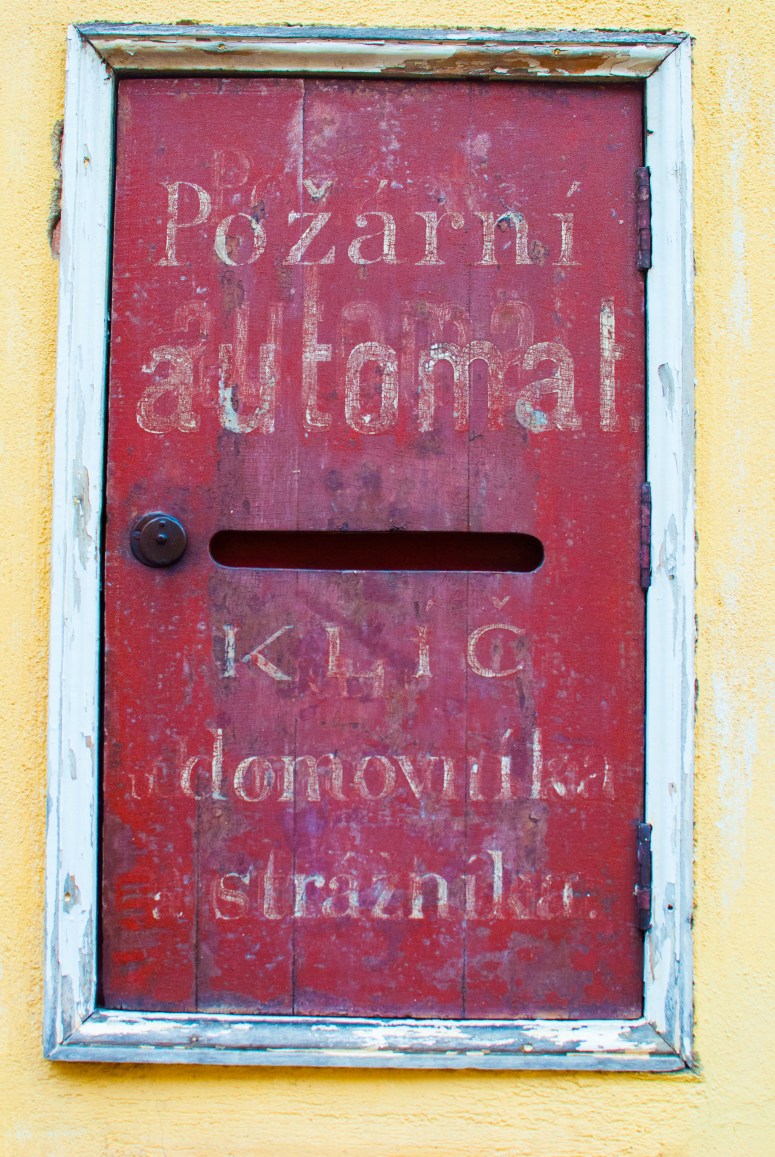 Požární
automat.
KLÍČ
u domovníka
a strážníka.